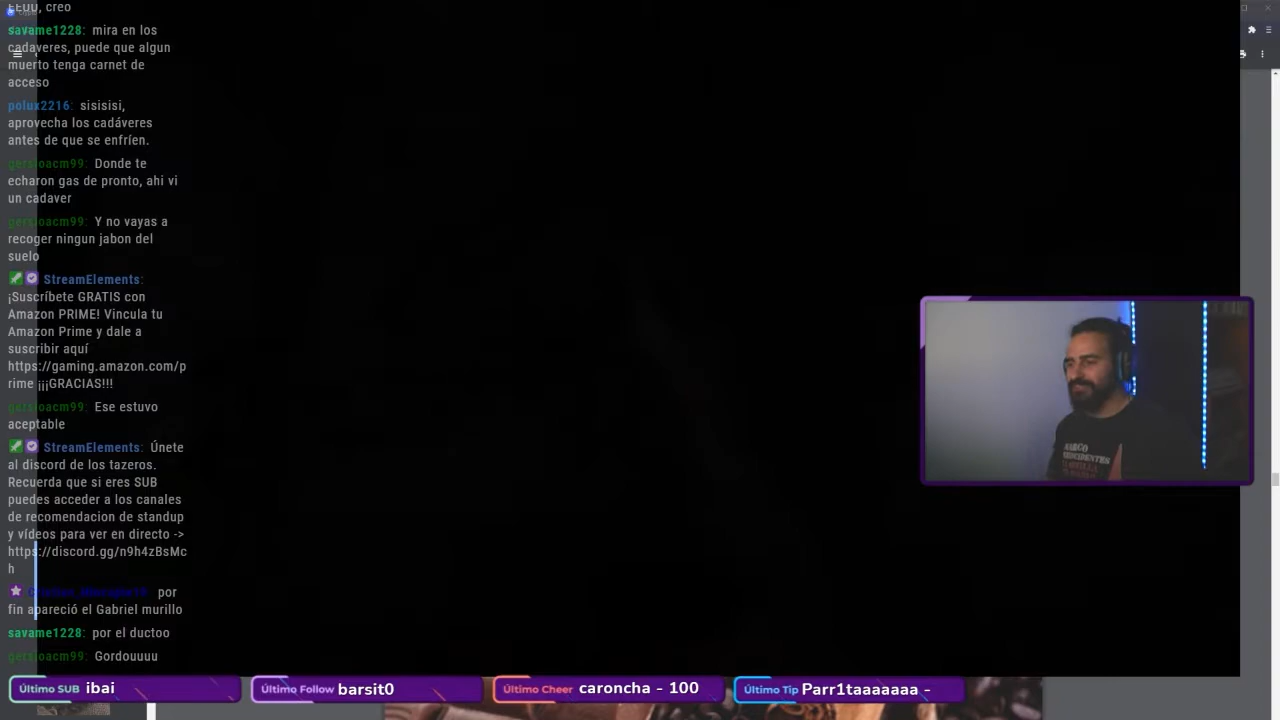 EEUU, creo
savame1228: mira en los
cadaveres, puede que algun
muerto tenga carnet de
acceso
polux2216: sisisisi,
aprovecha los cadáveres
antes de que se enfríen.
gersioacm99: Donde te
echaron gas de pronto, ahi vi
un cadaver
gersioacm99: Y no vayas a
recoger ningun jabon del
suelo
StreamElements:
¡Suscríbete GRATIS con
Amazon PRIME! Vincula tu
Amazon Prime y dale a
suscribir aquí
https://gaming.amazon.com/p
rime ¡¡¡GRACIAS!!!
gersioacm99: Ese estuvo
aceptable
StreamElements: Únete
al discord de los tazeros.
Recuerda que si eres SUB
puedes acceder a los canales
de recomendacion de standup
y vídeos para ver en directo ->
https://discord.gg/n9h4zBsMc
h
por
fin apareció el Gabriel murillo
savame1228: por el ductoo
gersioacm99: Gordouuuu
Último SUB ibai
Último Follow barsit0
Último Cheer caroncha - 100
Último Tip Parr1taaaaaaa -